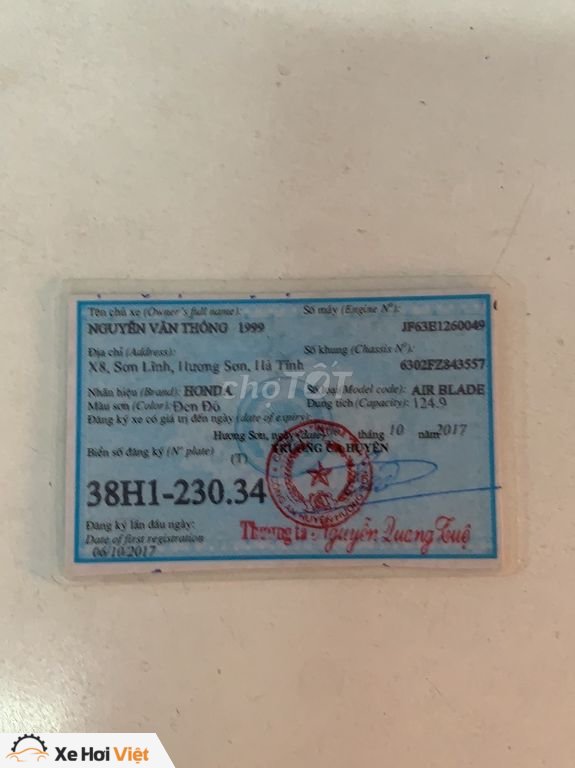 Tên chủ xe (Owner's full name): Số máy (Engine N°):
NGUYỄN VĂN THÔNG 1999 JF63E1260049
Địa chỉ (Address): Số khung (Chassis N°):
X8, Sơn Lĩnh, Hương Sơn, Hà Tĩnh 6302FZ843557
Nhãn hiệu (Brand): HONDA Số loại (Model code): AIR BLADE
Màu sơn (Color): Đen Đỏ Dung tích (Capacity): 124.9
Đăng ký xe có giá trị đến ngày (date of expiry)
Hương Sơn, ngày (date) tháng 10 năm 2017
Biển số đăng ký (N° plate) TRƯỞNG CA HUYỆN
(T)
38H1-230.34
Đăng ký lần đầu ngày: Thượng tá Nguyễn Quang Tuệ
Date of first registration
06/10/2017
chợTỐT
Xe Hơi Việt